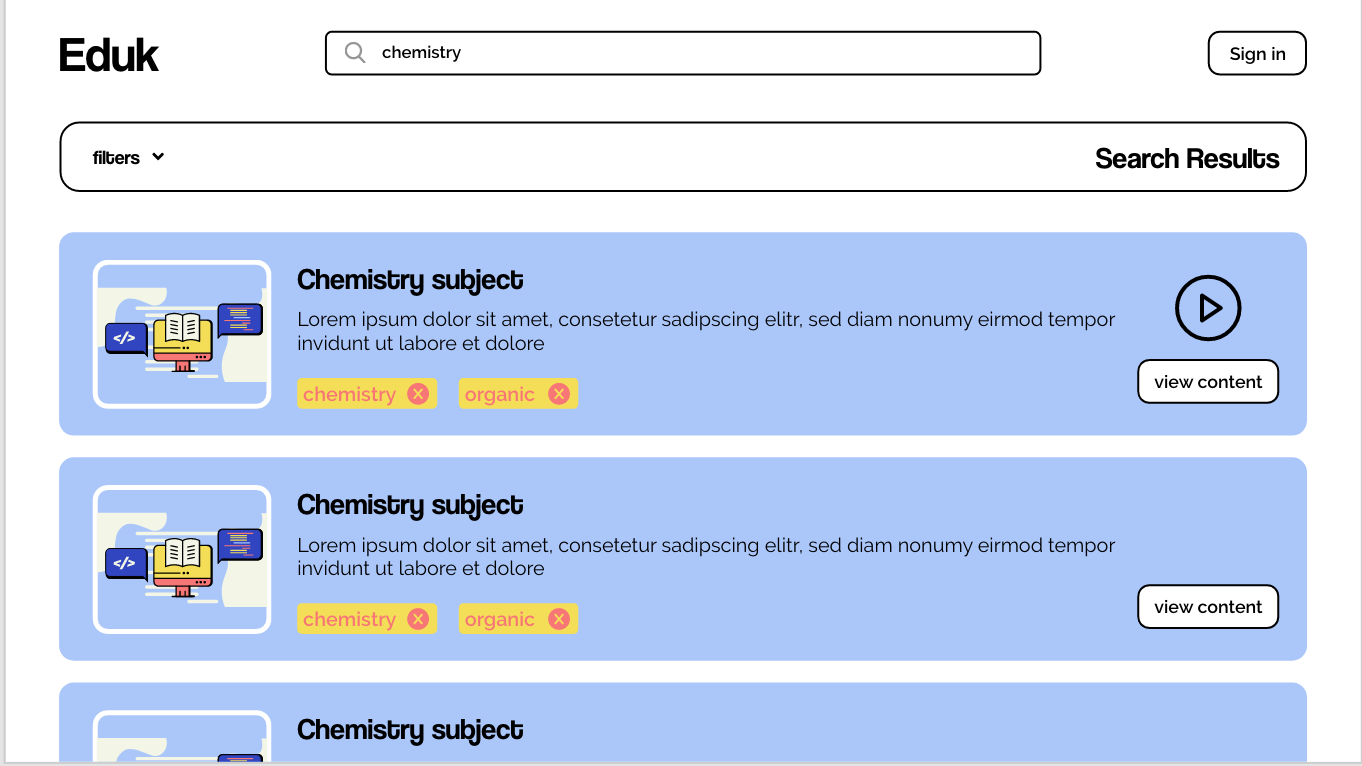 Eduk
chemistry
Sign in
filters
Search Results
Chemistry subject
Lorem ipsum dolor sit amet, consetetur sadipscing elitr, sed diam nonumy eirmod tempor
invidunt ut labore et dolore
chemistry
organic
view content
</>
Chemistry subject
Lorem ipsum dolor sit amet, consetetur sadipscing elitr, sed diam nonumy eirmod tempor
invidunt ut labore et dolore
chemistry
organic
view content
</>
Chemistry subject